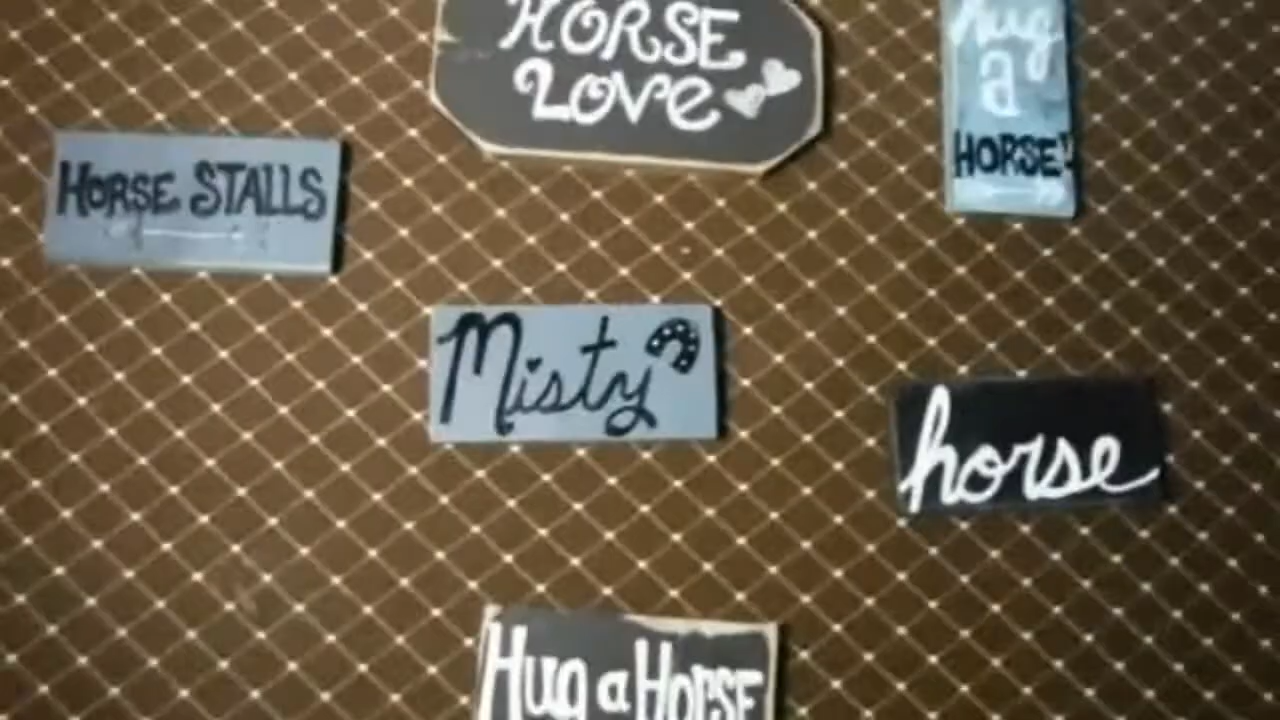 HORSE
LOVE
hug
a
HORSE!
HORSE STALLS
Misty
horse
Hug a HORSE